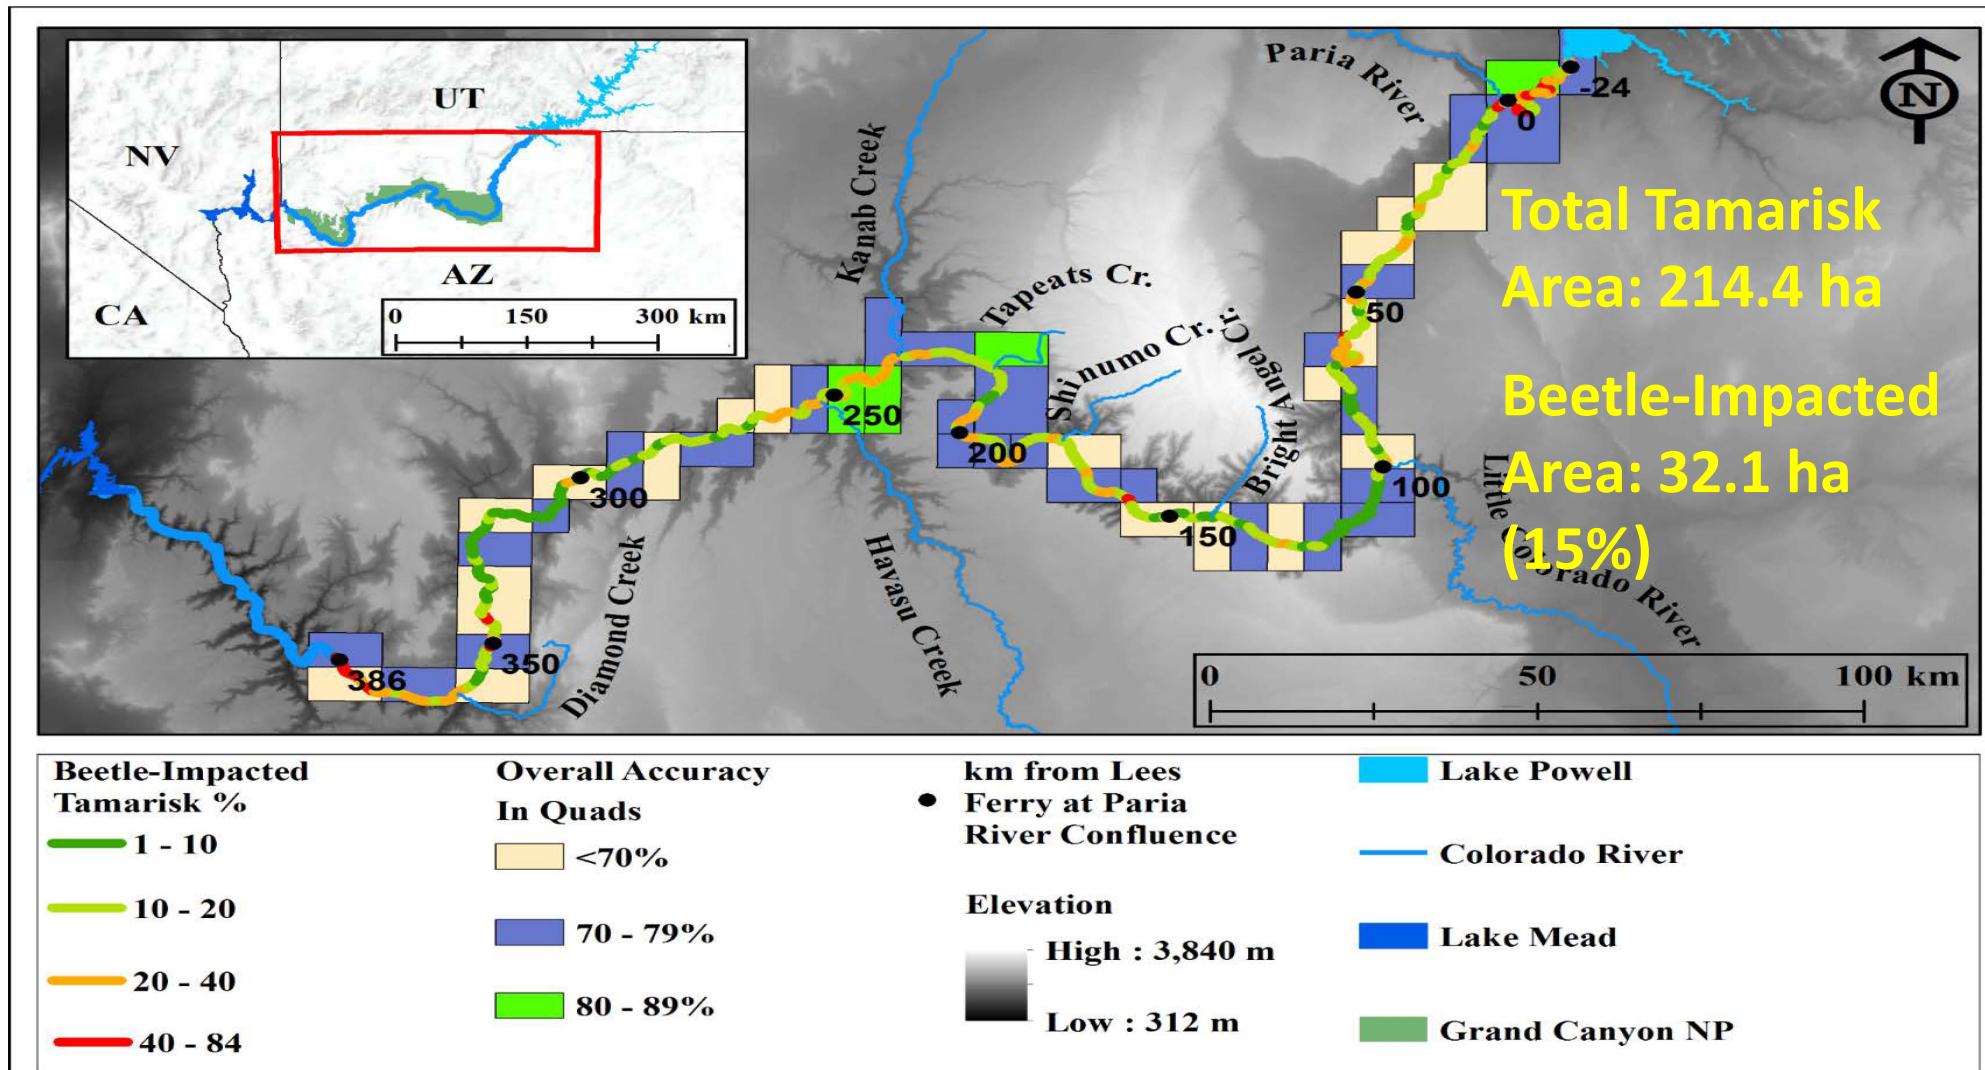 UT
NV
AZ
CA
0 150 300 km
Paria River
-24
0
N
Kanab Creek
Tapeats Cr.
Shinumo Cr.
Bright Angel Cr.
50
Total Tamarisk
Area: 214.4 ha
Beetle-Impacted
Area: 32.1 ha
(15%)
250
200
100
150
300
350
386
Diamond Creek
Havasu Creek
Little Colorado River
0 50 100 km
Beetle-Impacted
Tamarisk %
1 - 10
10 - 20
20 - 40
40 - 84
Overall Accuracy
In Quads
<70%
70 - 79%
80 - 89%
km from Lees
Ferry at Paria
River Confluence
Elevation
High : 3,840 m
Low : 312 m
Lake Powell
Colorado River
Lake Mead
Grand Canyon NP